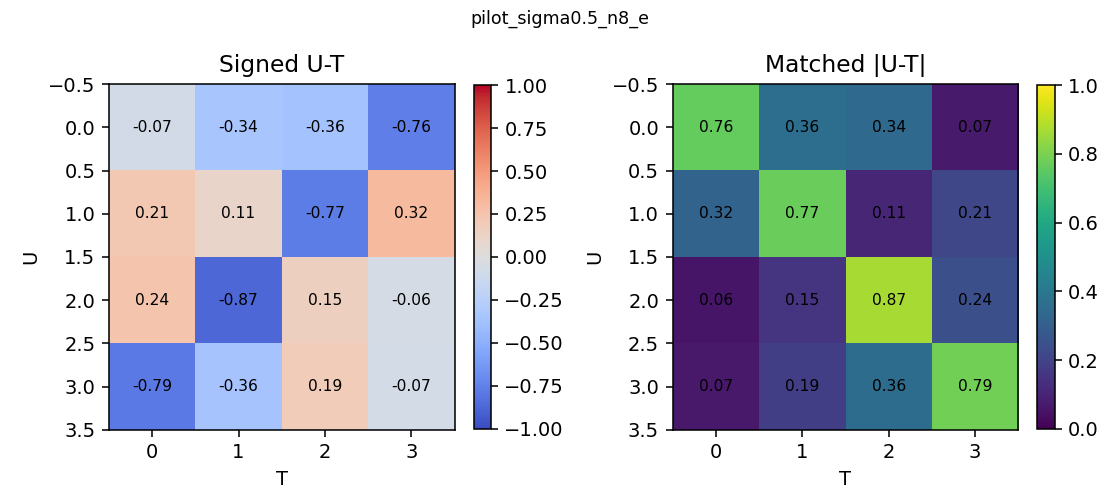 pilot_sigma0.5_n8_e
Signed U-T
−0.5
0.0
0.5
1.0
1.5
2.0
2.5
3.0
3.5
U
-0.07 -0.34 -0.36 -0.76
0.21 0.11 -0.77 0.32
0.24 -0.87 0.15 -0.06
-0.79 -0.36 0.19 -0.07
0 1 2 3
T
1.00
0.75
0.50
0.25
0.00
−0.25
−0.50
−0.75
−1.00
Matched |U-T|
−0.5
0.0
0.5
1.0
1.5
2.0
2.5
3.0
3.5
U
0.76 0.36 0.34 0.07
0.32 0.77 0.11 0.21
0.06 0.15 0.87 0.24
0.07 0.19 0.36 0.79
0 1 2 3
T
1.0
0.8
0.6
0.4
0.2
0.0